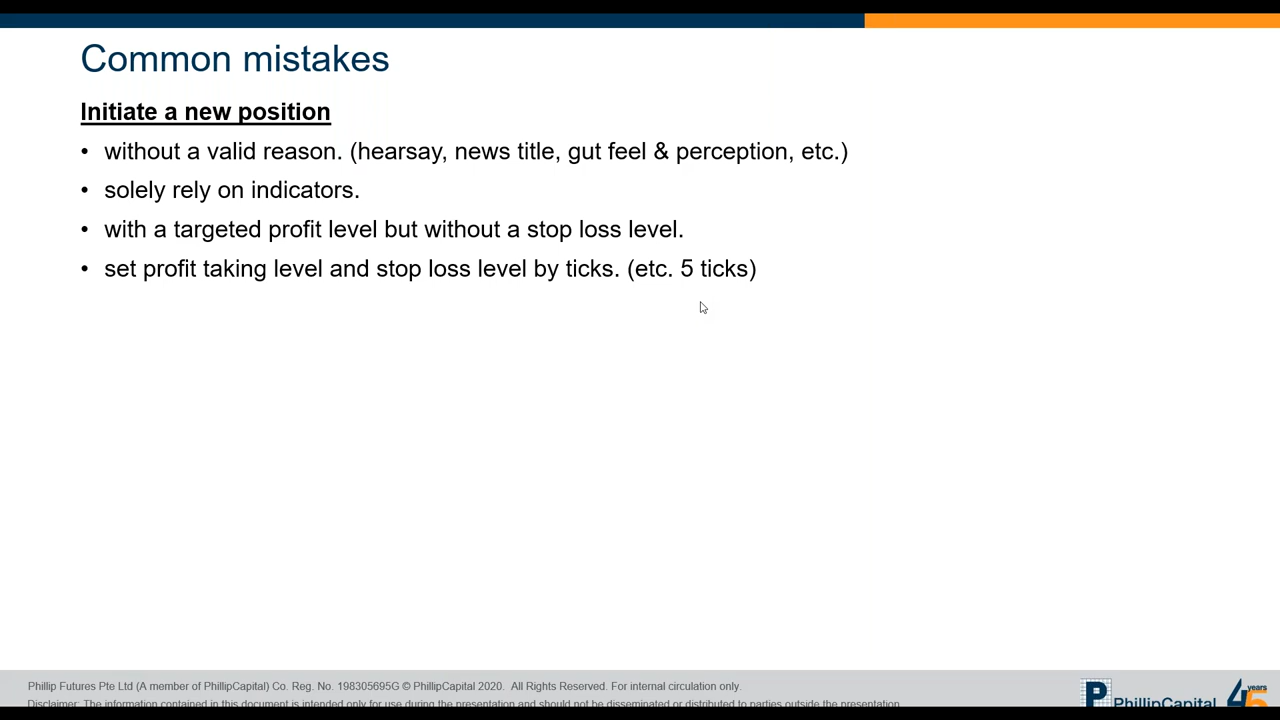 Common mistakes
Initiate a new position
• without a valid reason. (hearsay, news title, gut feel & perception, etc.)
• solely rely on indicators.
• with a targeted profit level but without a stop loss level.
• set profit taking level and stop loss level by ticks. (etc. 5 ticks)
Phillip Futures Pte Ltd (A member of PhillipCapital) Co. Reg. No. 198305695G © PhillipCapital 2020. All Rights Reserved. For internal circulation only.
Disclaimer: The information contained in this document is intended only for use during the presentation and should not be disseminated or distributed to parties outside the presentation.
P PhillipCapital
45 years